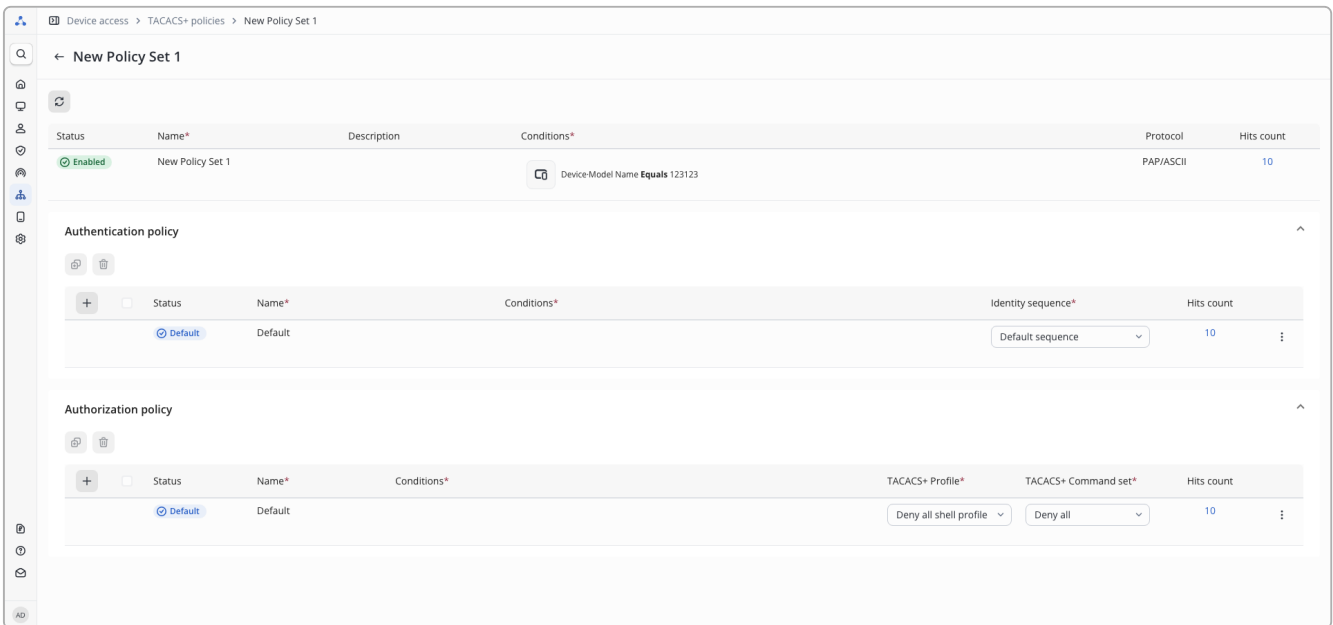 Device access > TACACS+ policies > New Policy Set 1
← New Policy Set 1
Status Name* Description Conditions* Protocol Hits count
Enabled New Policy Set 1 Device·Model Name Equals 123123 PAP/ASCII 10
Authentication policy
Status Name* Conditions* Identity sequence* Hits count
Default Default Default sequence 10
Authorization policy
Status Name* Conditions* TACACS+ Profile* TACACS+ Command set* Hits count
Default Default Deny all shell profile Deny all 10
AD